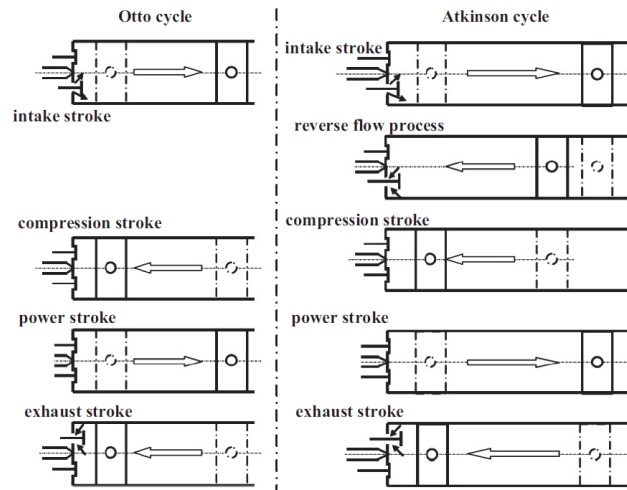 Otto cycle
Atkinson cycle
intake stroke
intake stroke
reverse flow process
compression stroke
compression stroke
power stroke
power stroke
exhaust stroke
exhaust stroke